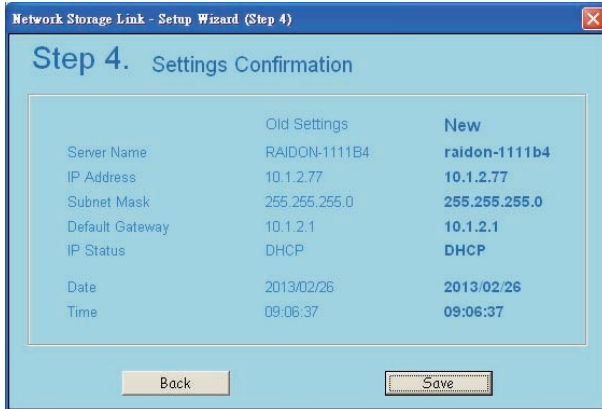 Network Storage Link - Setup Wizard (Step 4)
Step 4. Settings Confirmation
Old Settings New
Server Name RAIDON-1111B4 raidon-1111b4
IP Address 10.1.2.77 10.1.2.77
Subnet Mask 255.255.255.0 255.255.255.0
Default Gateway 10.1.2.1 10.1.2.1
IP Status DHCP DHCP
Date 2013/02/26 2013/02/26
Time 09:06:37 09:06:37
Back Save